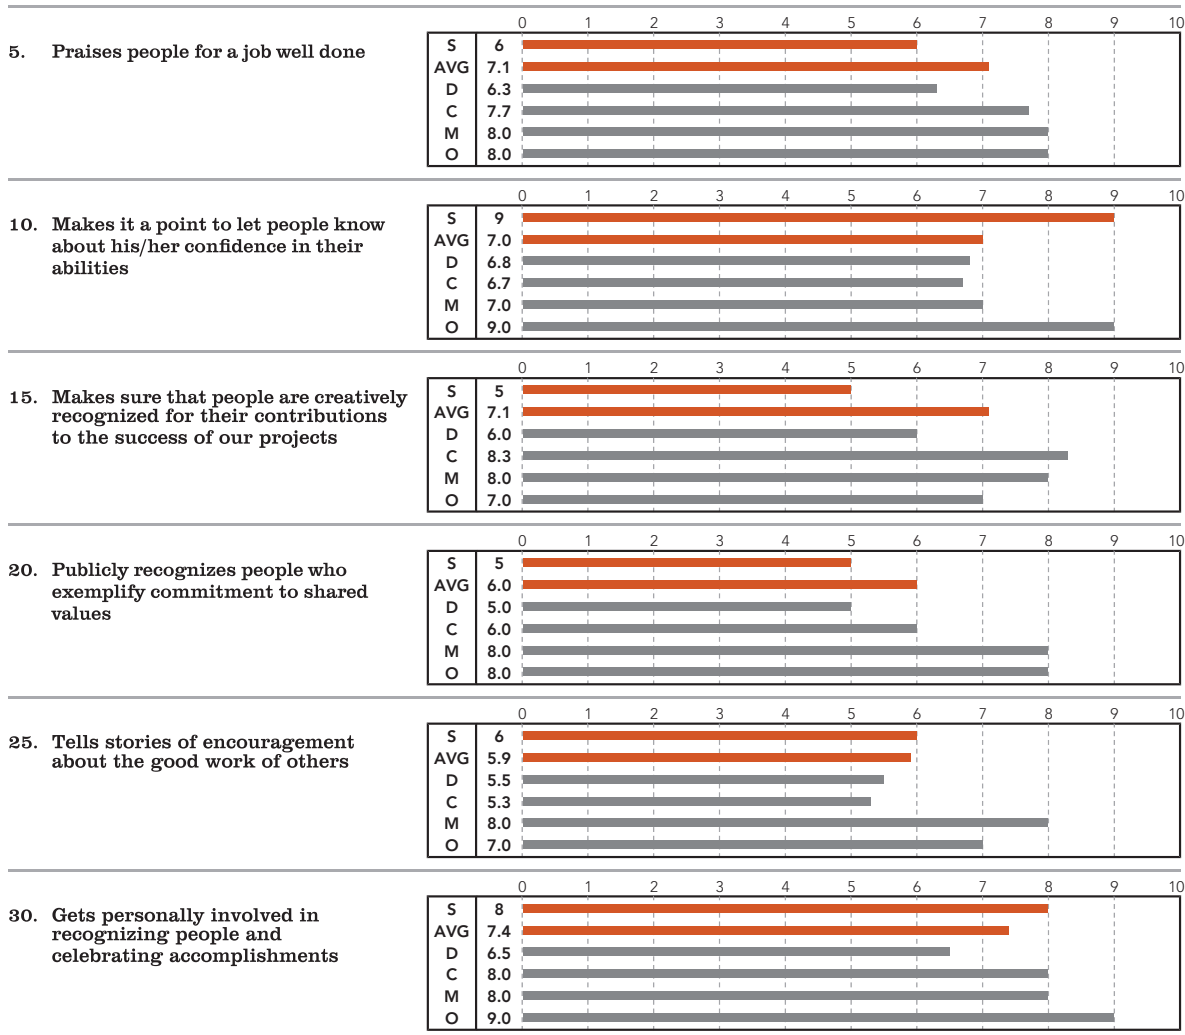 0 1 2 3 4 5 6 7 8 9 10
5. Praises people for a job well done
S 6
AVG 7.1
D 6.3
C 7.7
M 8.0
O 8.0
0 1 2 3 4 5 6 7 8 9 10
10. Makes it a point to let people know
about his/her confidence in their
abilities
S 9
AVG 7.0
D 6.8
C 6.7
M 7.0
O 9.0
0 1 2 3 4 5 6 7 8 9 10
15. Makes sure that people are creatively
recognized for their contributions
to the success of our projects
S 5
AVG 7.1
D 6.0
C 8.3
M 8.0
O 7.0
0 1 2 3 4 5 6 7 8 9 10
20. Publicly recognizes people who
exemplify commitment to shared
values
S 5
AVG 6.0
D 5.0
C 6.0
M 8.0
O 8.0
0 1 2 3 4 5 6 7 8 9 10
25. Tells stories of encouragement
about the good work of others
S 6
AVG 5.9
D 5.5
C 5.3
M 8.0
O 7.0
0 1 2 3 4 5 6 7 8 9 10
30. Gets personally involved in
recognizing people and
celebrating accomplishments
S 8
AVG 7.4
D 6.5
C 8.0
M 8.0
O 9.0